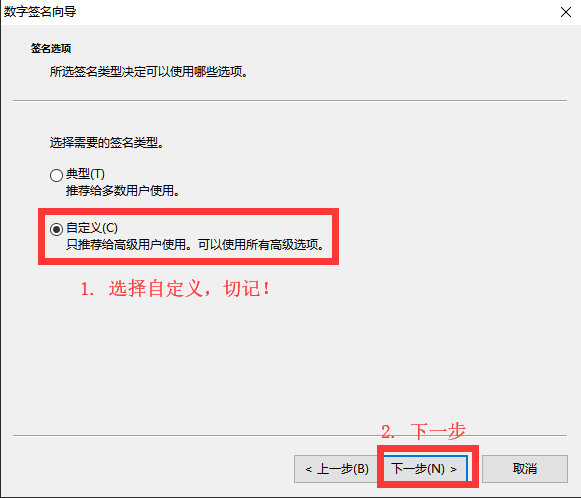 数字签名向导
签名选项
所选签名类型决定可以使用哪些选项。
选择需要的签名类型。
典型(T)
推荐给多数用户使用。
自定义(C)
只推荐给高级用户使用。可以使用所有高级选项。
1. 选择自定义，切记！
2. 下一步
< 上一步(B)
下一步(N) >
取消